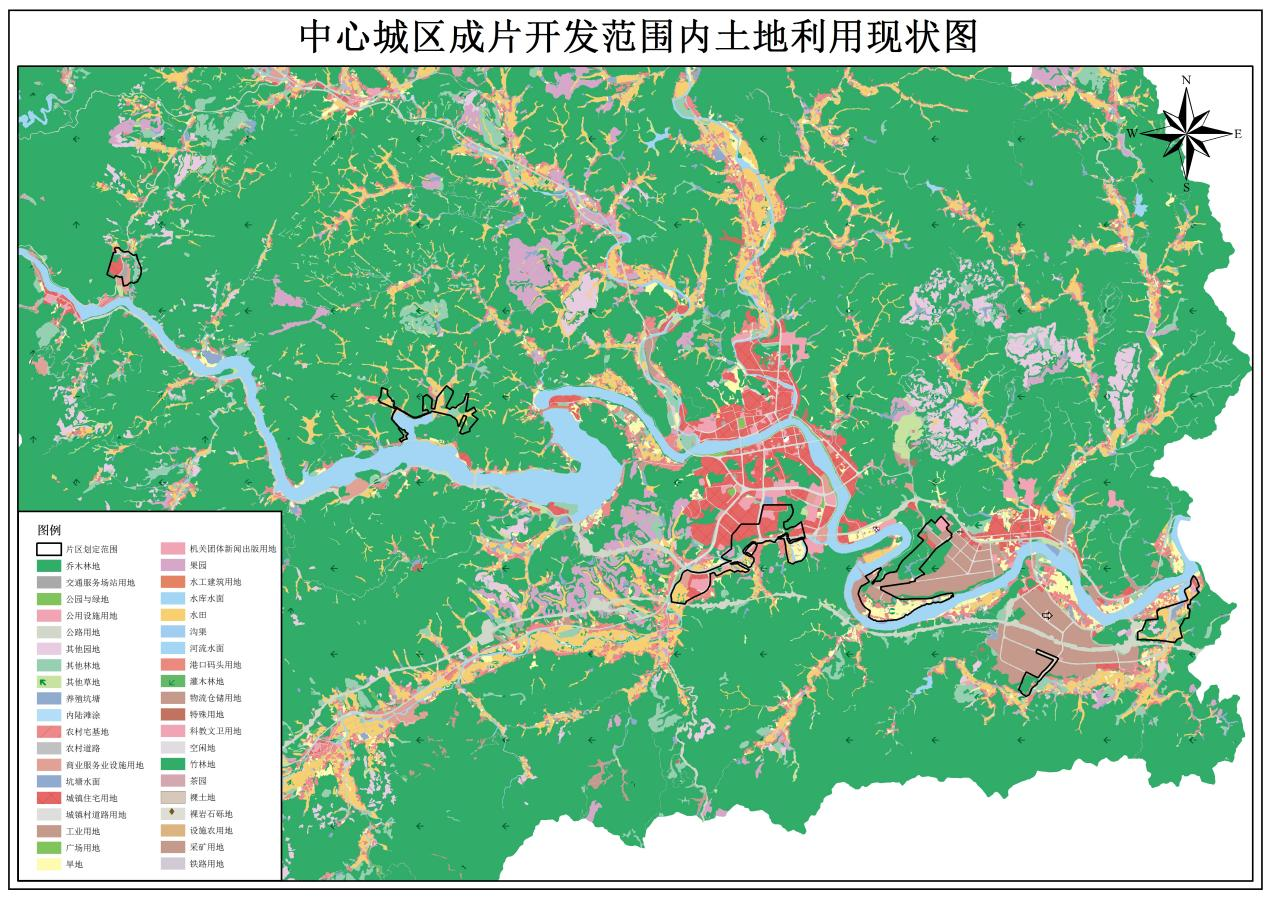 中心城区成片开发范围内土地利用现状图
N
W
E
S
图例
片区划定范围
乔木林地
交通服务场站用地
公园与绿地
公用设施用地
公路用地
其他园地
其他林地
其他草地
养殖坑塘
内陆滩涂
农村宅基地
农村道路
商业服务业设施用地
坑塘水面
城镇住宅用地
城镇村道路用地
工业用地
广场用地
旱地
机关团体新闻出版用地
果园
水工建筑用地
水库水面
水田
沟渠
河流水面
港口码头用地
灌木林地
物流仓储用地
特殊用地
科教文卫用地
空闲地
竹林地
茶园
裸土地
裸岩石砾地
设施农用地
采矿用地
铁路用地